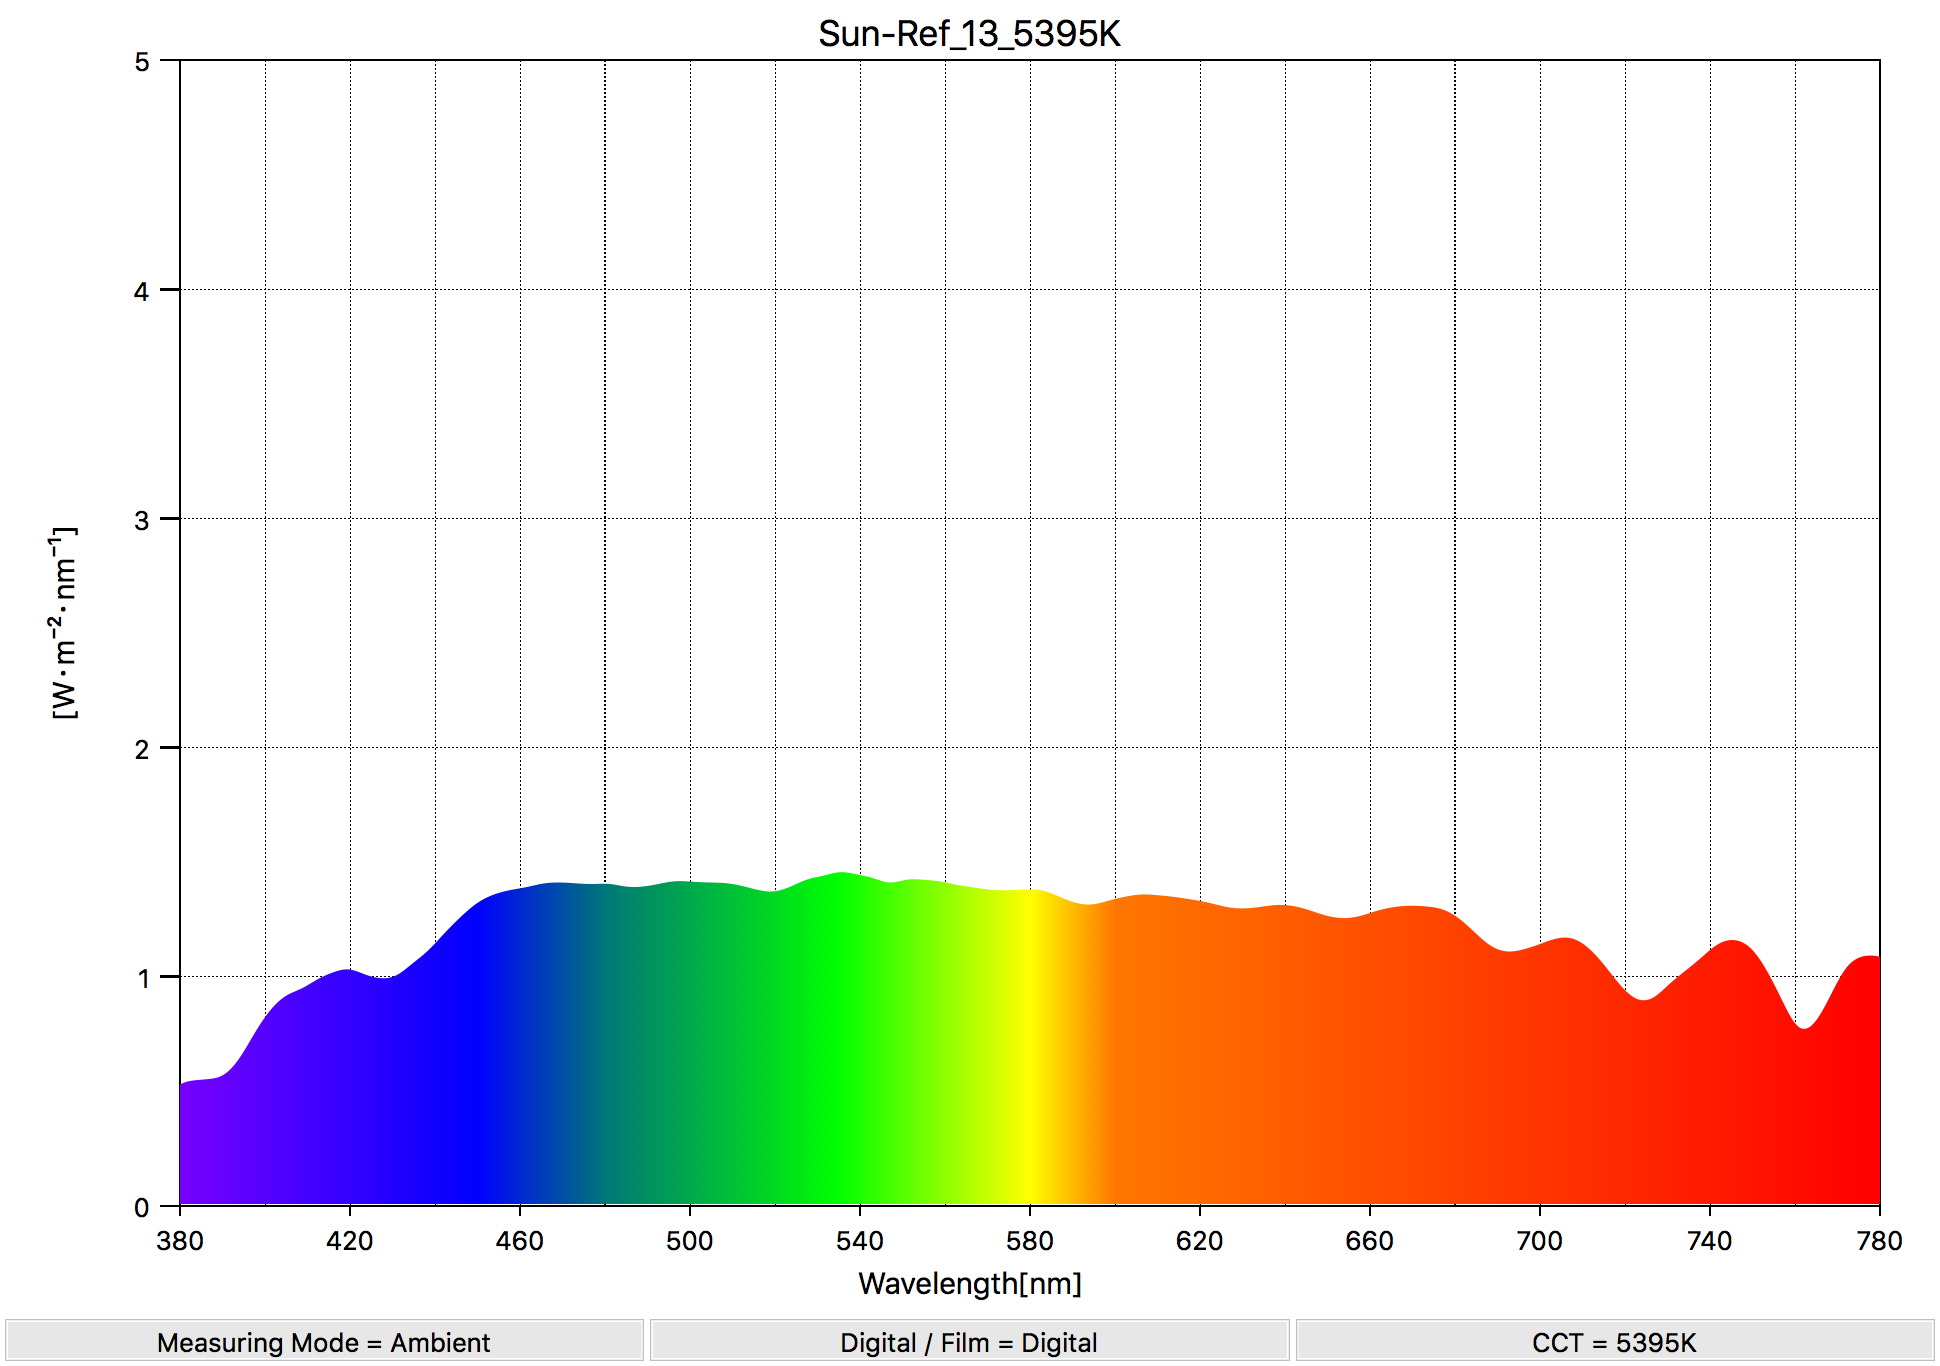 Sun-Ref_13_5395K
5
4
3
2
1
0
[W·m⁻²·nm⁻¹]
380 420 460 500 540 580 620 660 700 740 780
Wavelength[nm]
Measuring Mode = Ambient
Digital / Film = Digital
CCT = 5395K